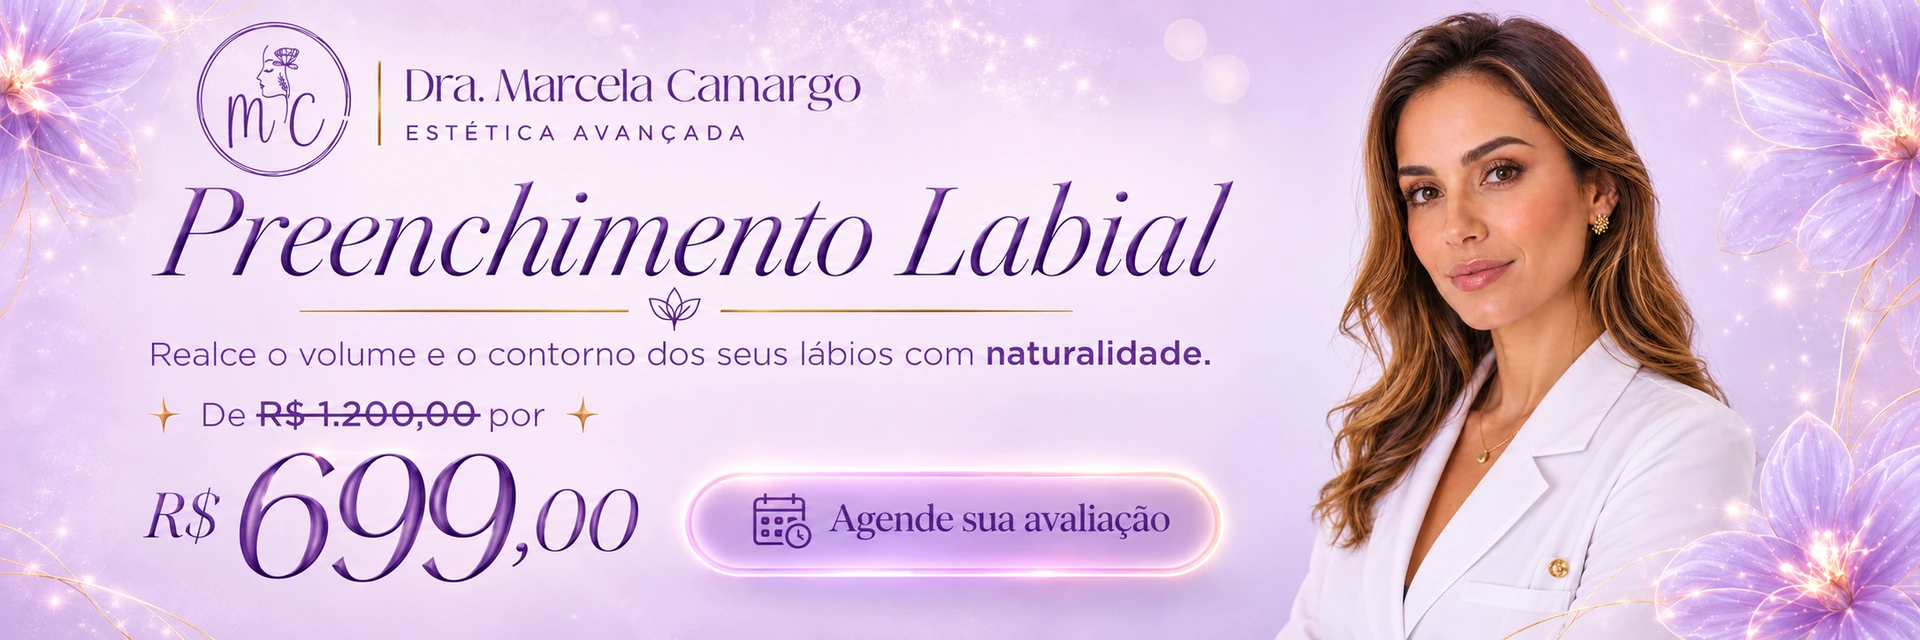 MC
Dra. Marcela Camargo
ESTÉTICA AVANÇADA
Preenchimento Labial
Realce o volume e o contorno dos seus lábios com naturalidade.
De R$ 1.200,00 por
R$ 699,00
Agende sua avaliação